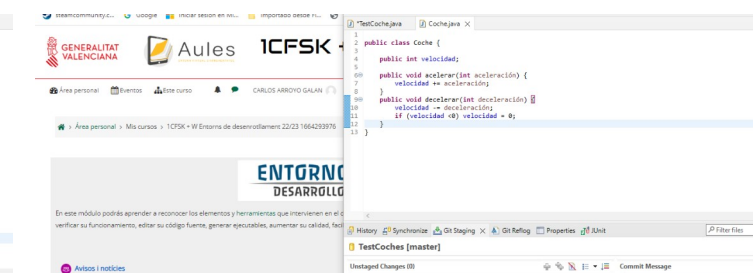 Google
Iniciar sesión en Mi...
Importado desde Fi...
GENERALITAT
VALENCIANA
Aules
1CFSK +
Área personal
Eventos
Este curso
CARLOS ARROYO GALAN
Área personal > Mis cursos > 1CFSK + W Entorns de desenrotllament 22/23 1664293976
ENTORNO
DESARROLLO
En este módulo podrás aprender a reconocer los elementos y herramientas que intervienen en el
verificar su funcionamiento, editar su código fuente, generar ejecutables, aumentar su calidad,
Avisos i notícies
*TestCoche.java
Coche.java
1
2 public class Coche {
3
4 public int velocidad;
5
6 public void acelerar(int aceleración) {
7 velocidad += aceleración;
8 }
9 public void decelerar(int deceleración) {
10 velocidad -= deceleración;
11 if (velocidad <0) velocidad = 0;
12 }
13 }
History Synchronize Git Staging Git Reflog Properties JUnit
Filter files
TestCoches [master]
Unstaged Changes (0)
Commit Message